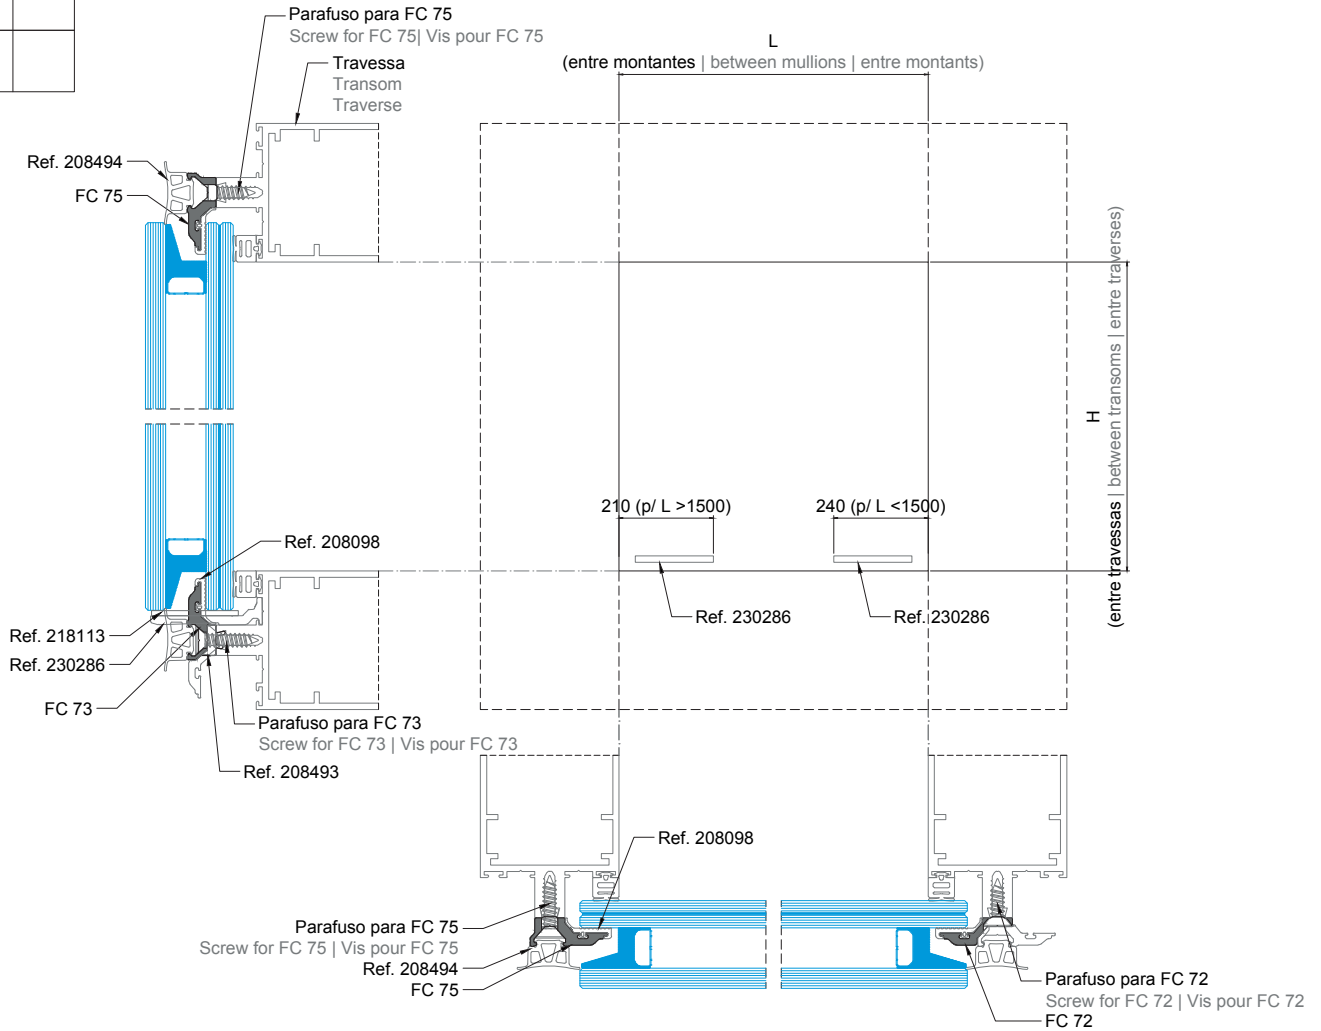 Parafuso para FC 75
Screw for FC 75| Vis pour FC 75
Travessa
Transom
Traverse
L
(entre montantes | between mullions | entre montants)
Ref. 208494
FC 75
H
(entre travessas | between transoms | entre traverses)
210 (p/ L >1500)
240 (p/ L <1500)
Ref. 208098
Ref. 230286
Ref. 230286
Ref. 218113
Ref. 230286
FC 73
Parafuso para FC 73
Screw for FC 73 | Vis pour FC 73
Ref. 208493
Ref. 208098
Parafuso para FC 75
Screw for FC 75 | Vis pour FC 75
Ref. 208494
FC 75
Parafuso para FC 72
Screw for FC 72 | Vis pour FC 72
FC 72